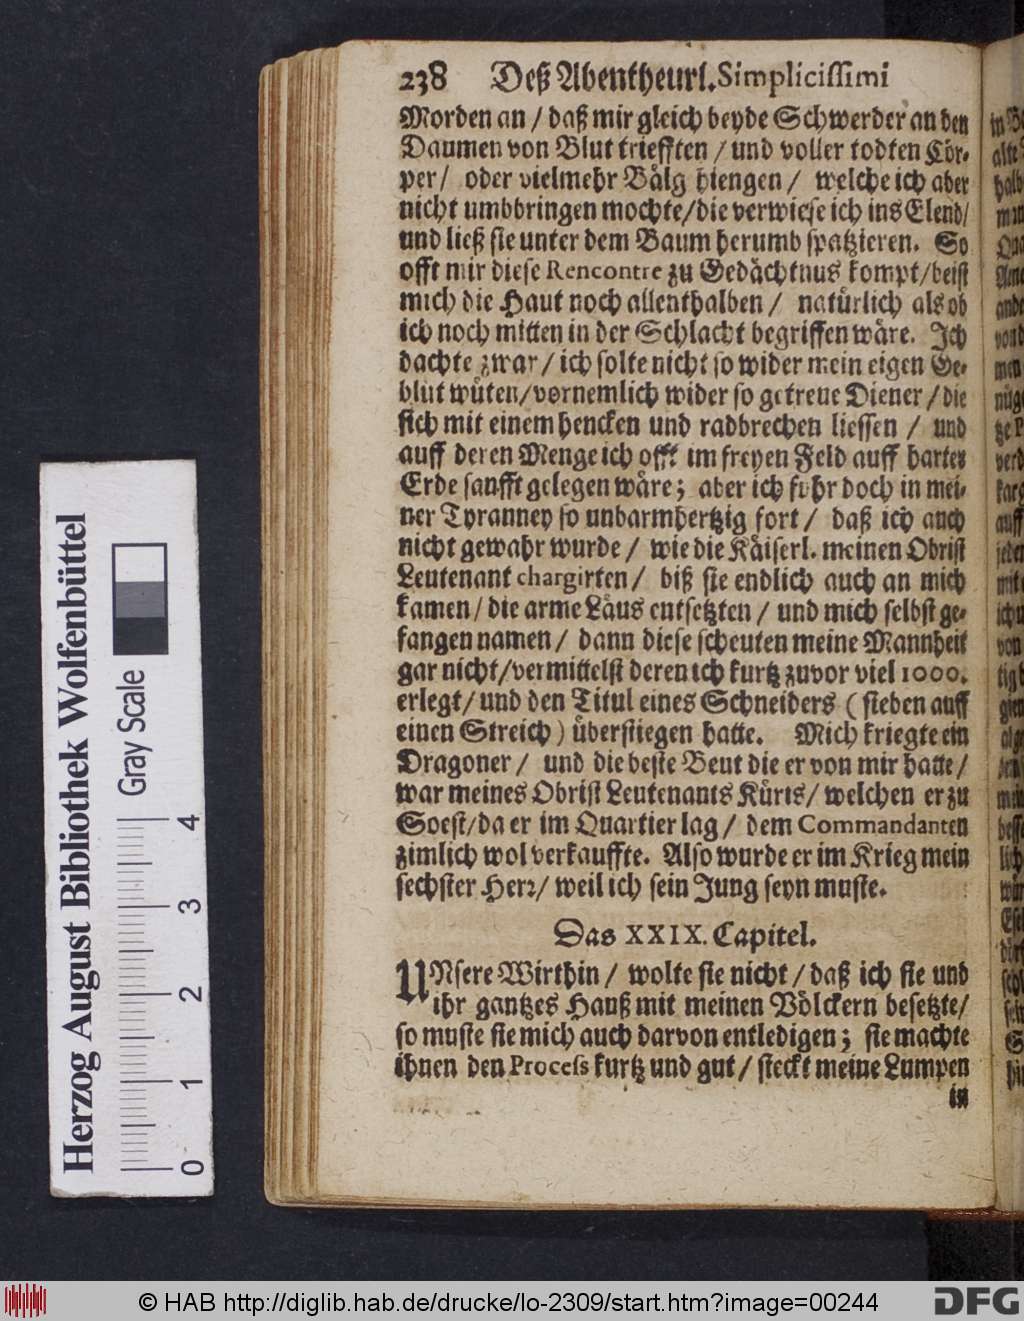 238 Deß Abentheurl. Simplicissimi
Morden an / daß mir gleich beyde Schwerder an den
Daumen von Blut triefften / und voller todten Cör-
per / oder vielmehr Bälg hiengen / welche ich aber
nicht umbbringen mochte / die verwiese ich ins Elend /
und ließ sie unter dem Baum herumb spatzieren. So
offt mir diese Rencontre zu Gedächtnus kompt / beist
mich die Haut noch allenthalben / natürlich als ob
ich noch mitten in der Schlacht begriffen wäre. Ich
dachte zwar / ich solte nicht so wider mein eigen Ge-
blut wüten / vornemlich wider so getreue Diener / die
sich mit einem hencken und radbrechen liessen / und
auff deren Menge ich offt im freyen Feld auff harter
Erde sanfft gelegen wäre; aber ich fuhr doch in mei-
ner Tyranney so unbarmhertzig fort / daß ich auch
nicht gewahr wurde / wie die Käiserl. meinen Obrist
Leutenant chargirten / biß sie endlich auch an mich
kamen / die arme Läus entsetzten / und mich selbst ge-
fangen namen / dann diese scheuten meine Mannheit
gar nicht / vermittelst deren ich kurtz zuvor viel 1000.
erlegt / und den Titul eines Schneiders ( sieben auff
einen Streich ) überstiegen hatte. Mich kriegte ein
Dragoner / und die beste Beut die er von mir hatte /
war meines Obrist Leutenants Küris / welchen er zu
Soest / da er im Quartier lag / dem Commandanten
zimlich wol verkauffte. Also wurde er im Krieg mein
sechster Herr / weil ich sein Jung seyn muste.
Das XXIX. Capitel.
UNsere Wirthin / wolte sie nicht / daß ich sie und
ihr gantzes Hauß mit meinen Völckern besetzte /
so muste sie mich auch darvon entledigen; sie machte
ihnen den Process kurtz und gut / steckt meine Lumpen
in
Herzog August Bibliothek Wolfenbüttel
Gray Scale
0 1 2 3 4
© HAB http://diglib.hab.de/drucke/lo-2309/start.htm?image=00244
DFG